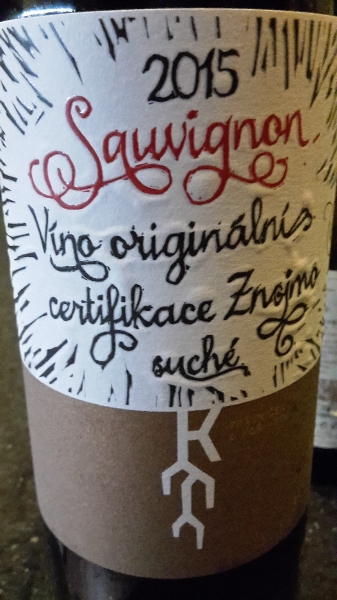 2015
Sauvignon
Víno originální
certifikace Znojmo
suché